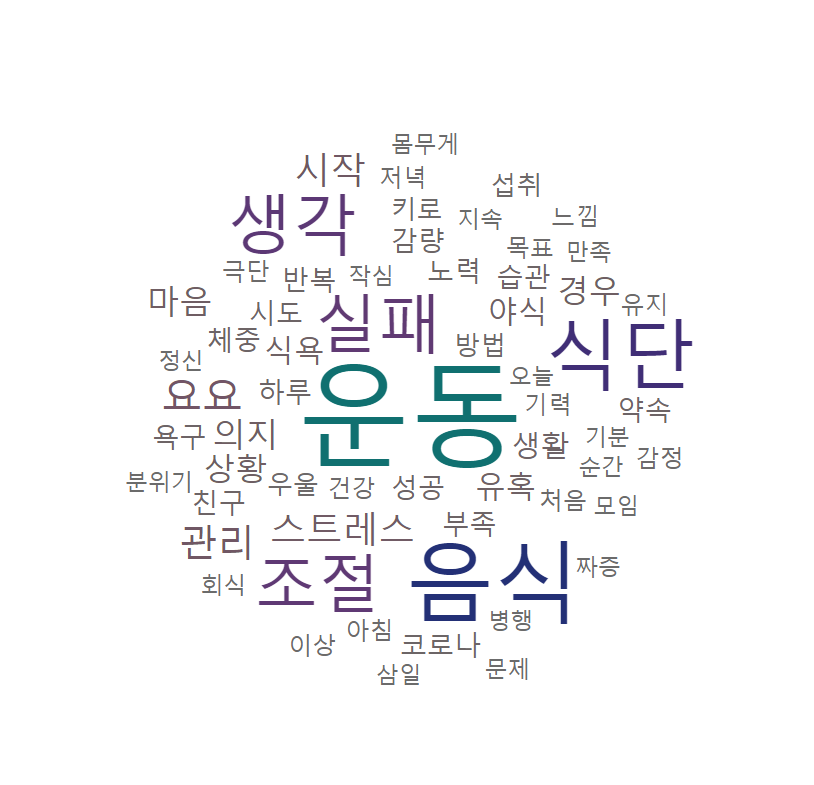 몸무게
시작
저녁
섭취
생각
키로
지속
느낌
감량
목표
만족
극단
반복
작심
노력
습관
경우
유지
마음
시도
실패
야식
체중
식욕
방법
식단
정신
요요
하루
운동
오늘
기력
약속
욕구
의지
생활
기분
상황
순간
감정
분위기
우울
건강
성공
유혹
처음
모임
친구
관리
스트레스
부족
조절
음식
짜증
회식
병행
이상
아침
코로나
삼일
문제